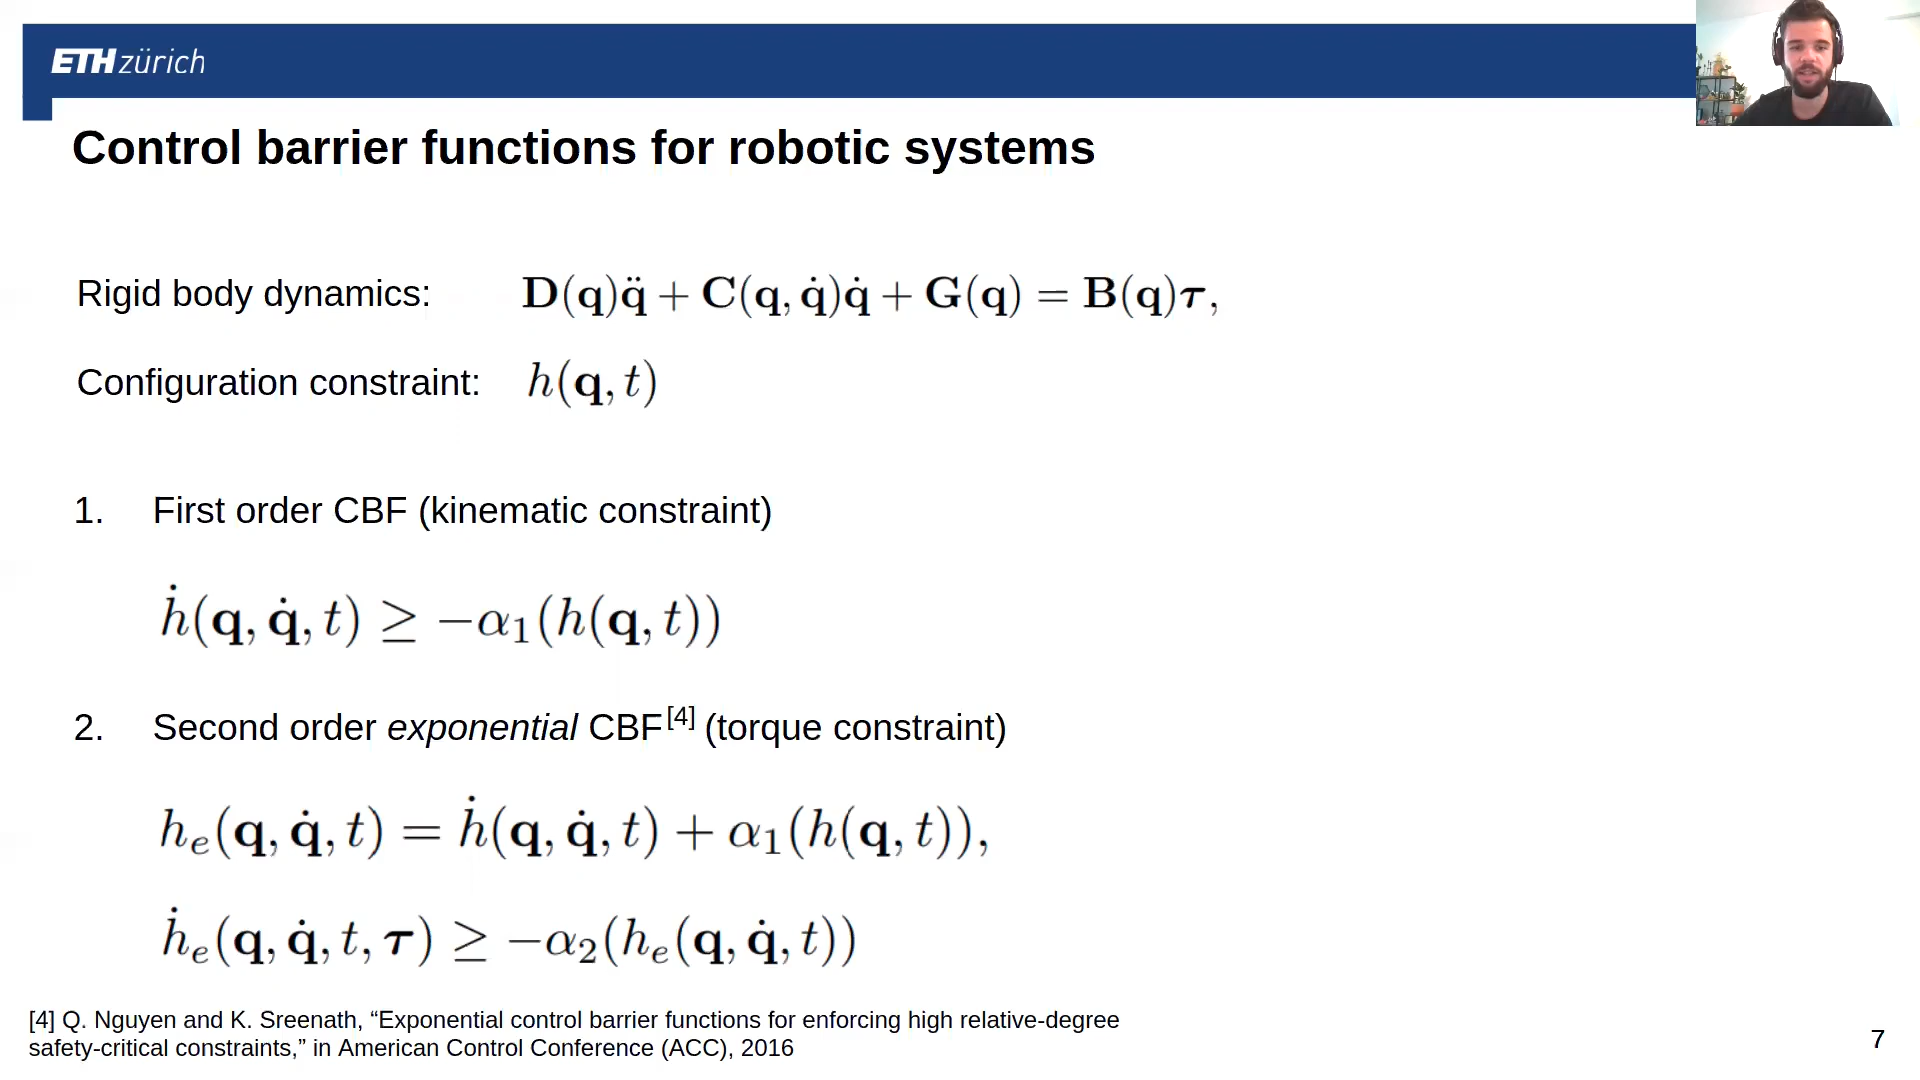 ETH zürich
Control barrier functions for robotic systems
Rigid body dynamics: D(q)q̈ + C(q, q̇)q̇ + G(q) = B(q)τ,
Configuration constraint: h(q, t)
1. First order CBF (kinematic constraint)
ḣ(q, q̇, t) ≥ −α₁(h(q, t))
2. Second order exponential CBF[4] (torque constraint)
hₑ(q, q̇, t) = ḣ(q, q̇, t) + α₁(h(q, t)),
ḣₑ(q, q̇, t, τ) ≥ −α₂(hₑ(q, q̇, t))
[4] Q. Nguyen and K. Sreenath, “Exponential control barrier functions for enforcing high relative-degree
safety-critical constraints,” in American Control Conference (ACC), 2016
7